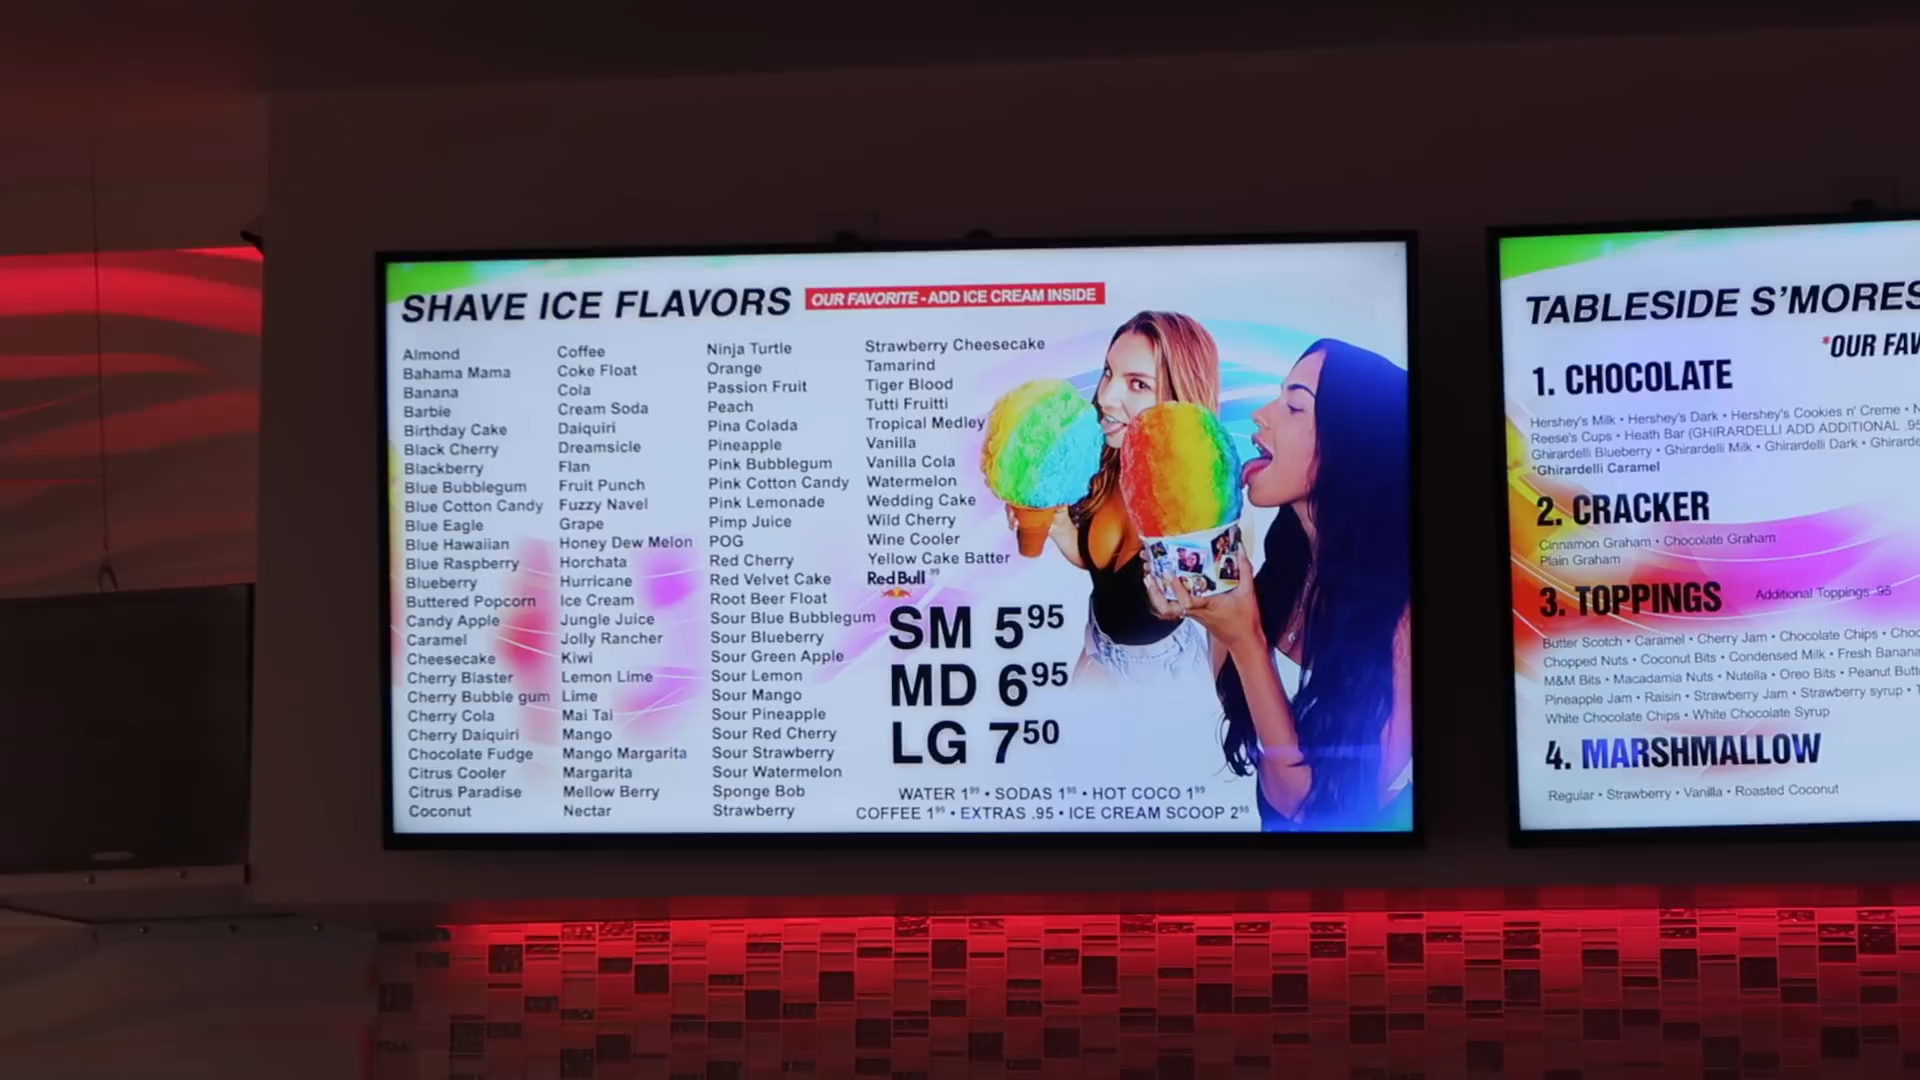 SHAVE ICE FLAVORS
OUR FAVORITE - ADD ICE CREAM INSIDE
Almond
Bahama Mama
Banana
Barbie
Birthday Cake
Black Cherry
Blackberry
Blue Bubblegum
Blue Cotton Candy
Blue Eagle
Blue Hawaiian
Blue Raspberry
Blueberry
Buttered Popcorn
Candy Apple
Caramel
Cheesecake
Cherry Blaster
Cherry Bubble gum
Cherry Cola
Cherry Daiquiri
Chocolate Fudge
Citrus Cooler
Citrus Paradise
Coconut
Coffee
Coke Float
Cola
Cream Soda
Daiquiri
Dreamsicle
Flan
Fruit Punch
Fuzzy Navel
Grape
Honey Dew Melon
Horchata
Hurricane
Ice Cream
Jungle Juice
Jolly Rancher
Kiwi
Lemon Lime
Lime
Mai Tai
Mango
Mango Margarita
Margarita
Mellow Berry
Nectar
Ninja Turtle
Orange
Passion Fruit
Peach
Pina Colada
Pineapple
Pink Bubblegum
Pink Cotton Candy
Pink Lemonade
Pimp Juice
POG
Red Cherry
Red Velvet Cake
Root Beer Float
Sour Blue Bubblegum
Sour Blueberry
Sour Green Apple
Sour Lemon
Sour Mango
Sour Pineapple
Sour Red Cherry
Sour Strawberry
Sour Watermelon
Sponge Bob
Strawberry
Strawberry Cheesecake
Tamarind
Tiger Blood
Tutti Fruitti
Tropical Medley
Vanilla
Vanilla Cola
Watermelon
Wedding Cake
Wild Cherry
Wine Cooler
Yellow Cake Batter
Red Bull .99
SM 5 95
MD 6 95
LG 7 50
WATER 1 99 • SODAS 1 95 • HOT COCO 1 99
COFFEE 1 99 • EXTRAS .95 • ICE CREAM SCOOP 2 95
TABLESIDE S'MORES
*OUR FAV
1. CHOCOLATE
Hershey's Milk • Hershey's Dark • Hershey's Cookies n' Creme •
Reese's Cups • Heath Bar (GHIRARDELLI ADD ADDITIONAL .95
Ghirardelli Blueberry • Ghirardelli Milk • Ghirardelli Dark • Ghirarde
*Ghirardelli Caramel
2. CRACKER
Cinnamon Graham • Chocolate Graham
Plain Graham
3. TOPPINGS Additional Toppings .95
Butter Scotch • Caramel • Cherry Jam • Chocolate Chips • Choc
Chopped Nuts • Coconut Bits • Condensed Milk • Fresh Banana
M&M Bits • Macadamia Nuts • Nutella • Oreo Bits • Peanut Butt
Pineapple Jam • Raisin • Strawberry Jam • Strawberry syrup •
White Chocolate Chips • White Chocolate Syrup
4. MARSHMALLOW
Regular • Strawberry • Vanilla • Roasted Coconut